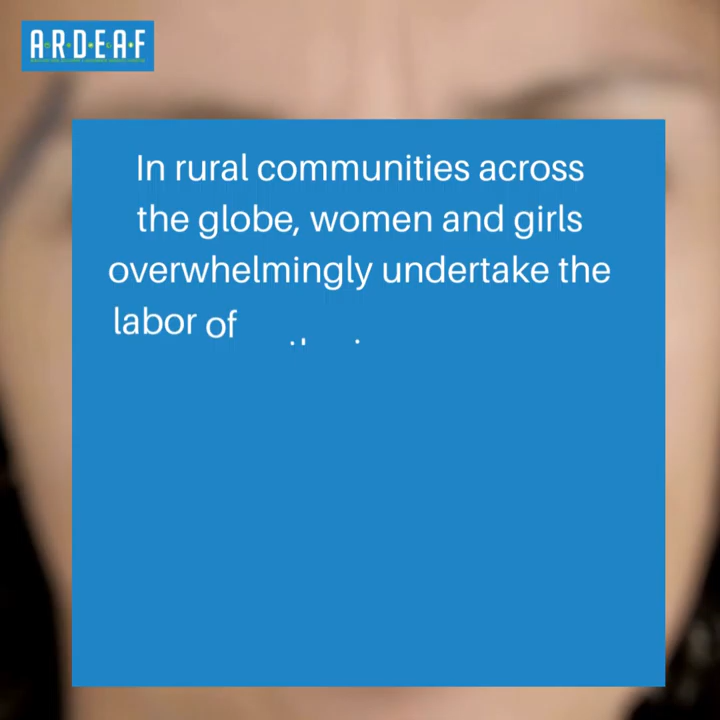 ARDEAF
In rural communities across
the globe, women and girls
overwhelmingly undertake the
labor of